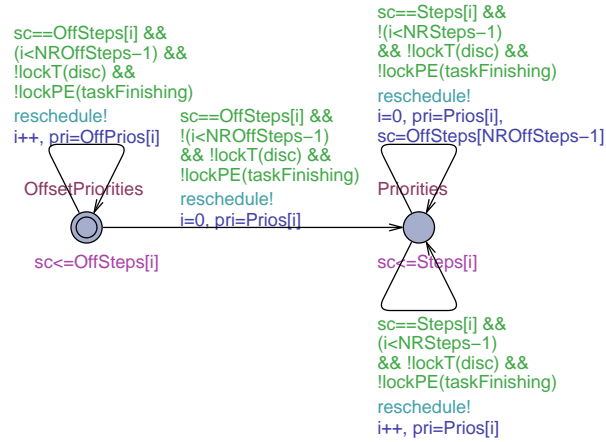 sc==OffSteps[i] &&
(i<NROffSteps−1) &&
!lockT(disc) &&
!lockPE(taskFinishing)
reschedule!
i++, pri=OffPrios[i]
OffsetPriorities
sc<=OffSteps[i]
sc==OffSteps[i] &&
!(i<NROffSteps−1)
&& !lockT(disc) &&
!lockPE(taskFinishing)
reschedule!
i=0, pri=Prios[i]
sc==Steps[i] &&
!(i<NRSteps−1)
&& !lockT(disc) &&
!lockPE(taskFinishing)
reschedule!
i=0, pri=Prios[i],
sc=OffSteps[NROffSteps−1]
Priorities
sc<=Steps[i]
sc==Steps[i] &&
(i<NRSteps−1)
&& !lockT(disc) &&
!lockPE(taskFinishing)
reschedule!
i++, pri=Prios[i]